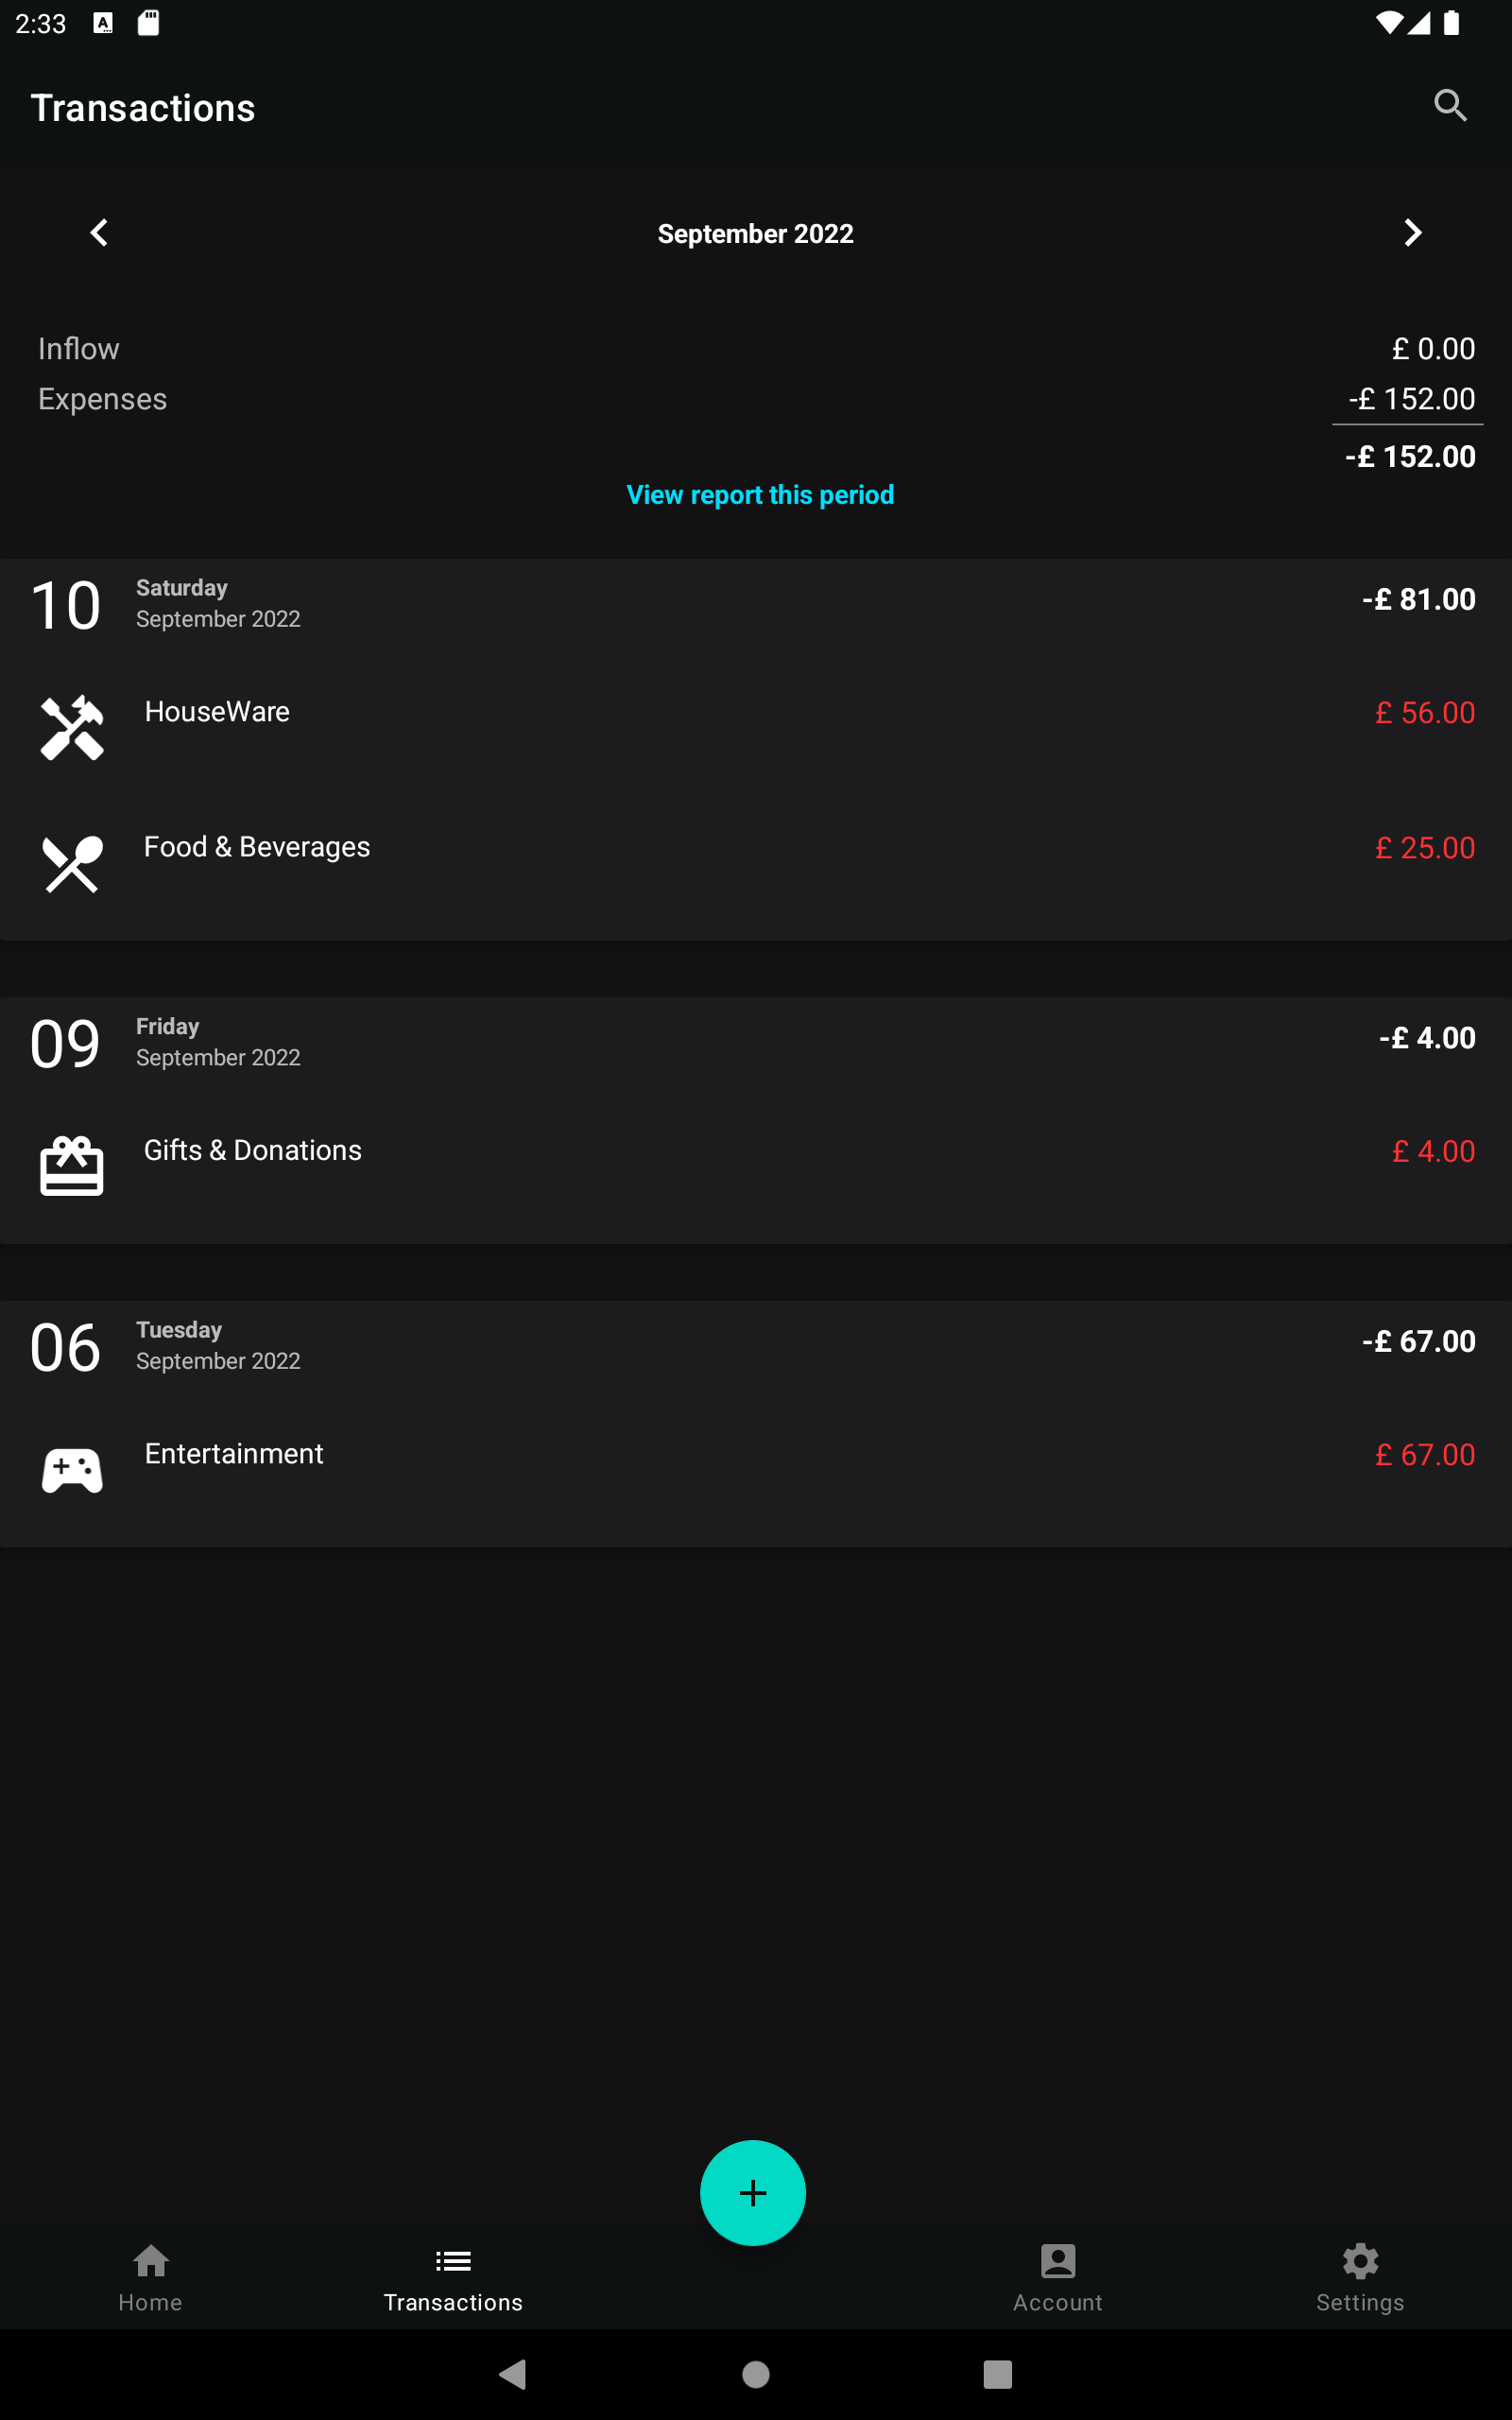 2:33
Transactions
September 2022
Inflow
£ 0.00
Expenses
-£ 152.00
-£ 152.00
View report this period
10
Saturday
September 2022
-£ 81.00
HouseWare
£ 56.00
Food & Beverages
£ 25.00
09
Friday
September 2022
-£ 4.00
Gifts & Donations
£ 4.00
06
Tuesday
September 2022
-£ 67.00
Entertainment
£ 67.00
Home
Transactions
Account
Settings